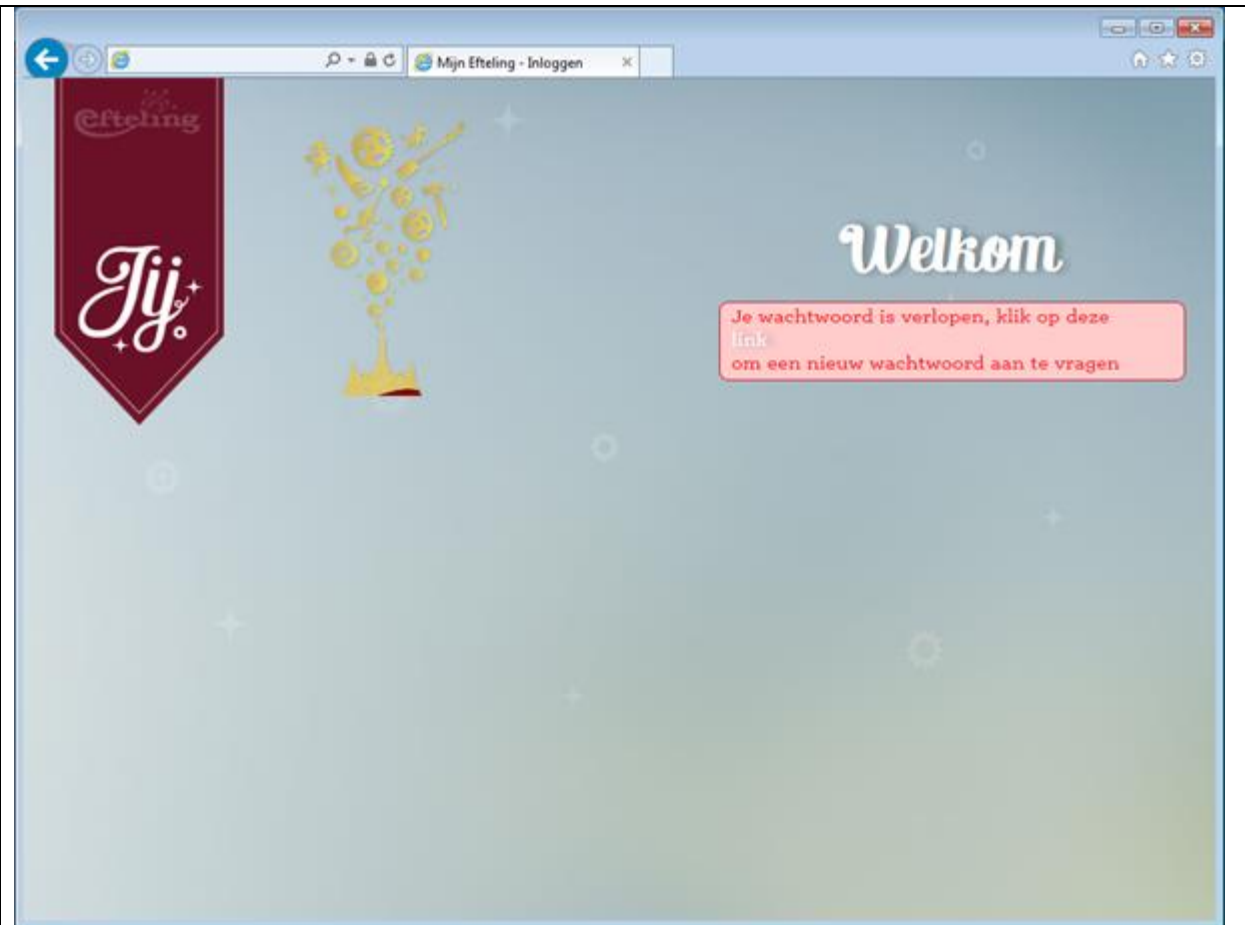 Mijn Efteling - Inloggen
Efteling
Jij.
Welkom
Je wachtwoord is verlopen, klik op deze
link
om een nieuw wachtwoord aan te vragen